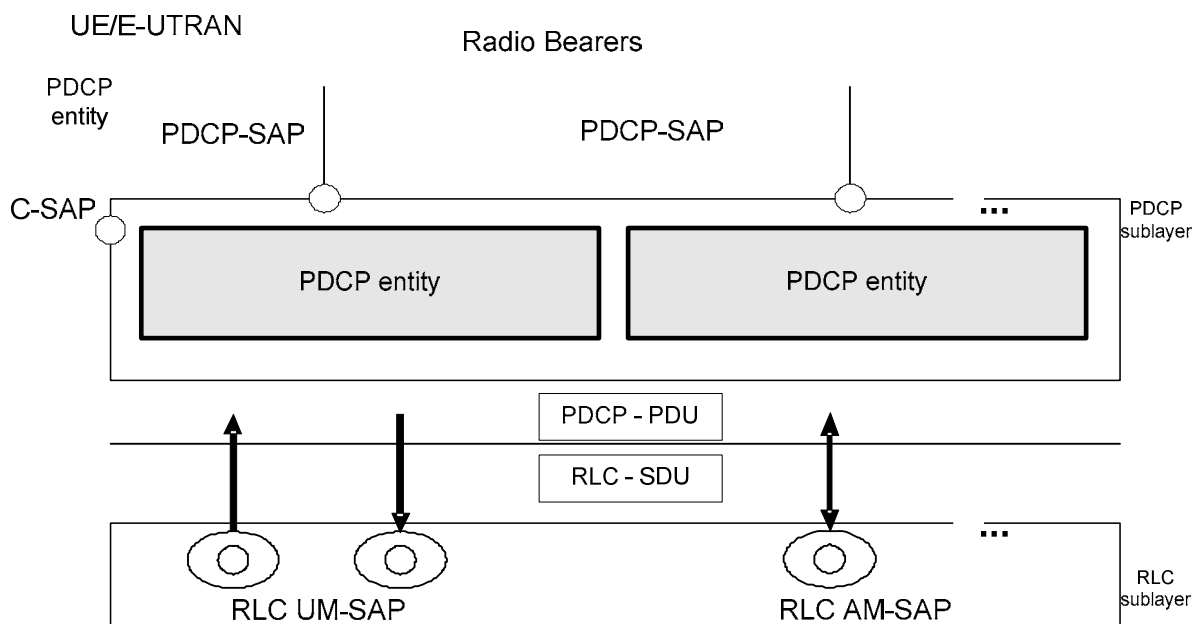 UE/E-UTRAN
Radio Bearers
PDCP
entity
PDCP-SAP
PDCP-SAP
C-SAP
...
PDCP
sublayer
PDCP entity
PDCP entity
PDCP - PDU
RLC - SDU
...
RLC UM-SAP
RLC AM-SAP
RLC
sublayer